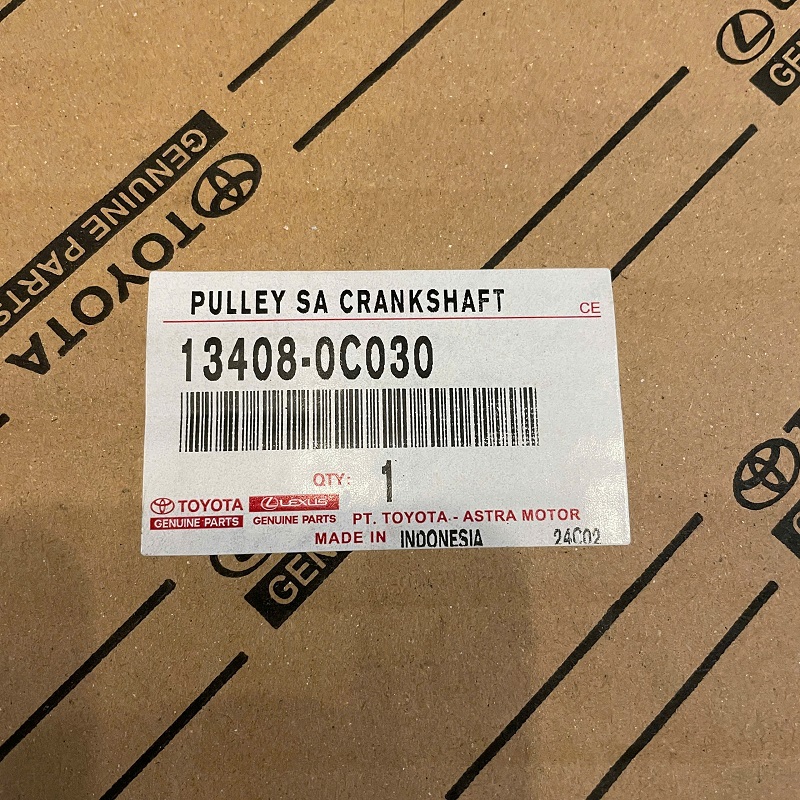 TOYOTA
GENUINE PARTS
PULLEY SA CRANKSHAFT
CE
13408-0C030
QTY: 1
TOYOTA
GENUINE PARTS
LEXUS
GENUINE PARTS
PT. TOYOTA - ASTRA MOTOR
MADE IN INDONESIA
24C02